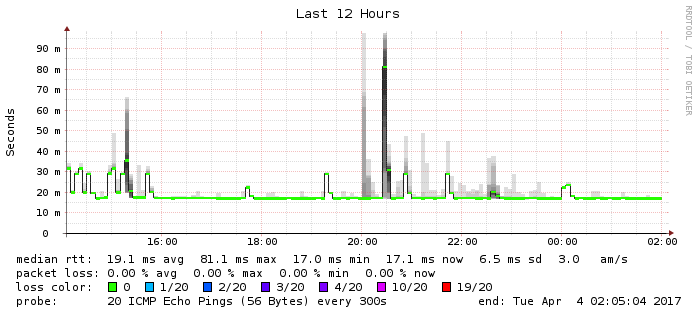 Last 12 Hours
RRDTOOL / TOBI OETIKER
Seconds
90 m
80 m
70 m
60 m
50 m
40 m
30 m
20 m
10 m
0
16:00 18:00 20:00 22:00 00:00 02:00
median rtt: 19.1 ms avg 81.1 ms max 17.0 ms min 17.1 ms now 6.5 ms sd 3.0 am/s
packet loss: 0.00 % avg 0.00 % max 0.00 % min 0.00 % now
loss color: 0 1/20 2/20 3/20 4/20 10/20 19/20
probe: 20 ICMP Echo Pings (56 Bytes) every 300s end: Tue Apr 4 02:05:04 2017